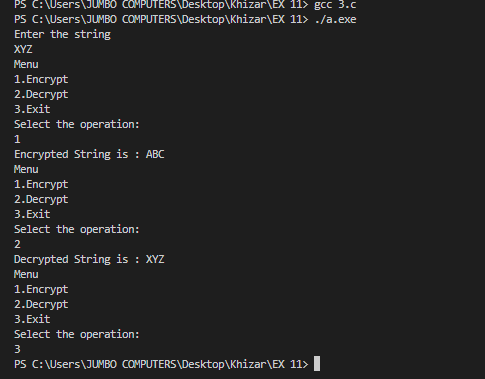 PS C:\Users\JUMBO COMPUTERS\Desktop\Khizar\EX 11> gcc 3.c
PS C:\Users\JUMBO COMPUTERS\Desktop\Khizar\EX 11> ./a.exe
Enter the string
XYZ
Menu
1.Encrypt
2.Decrypt
3.Exit
Select the operation:
1
Encrypted String is : ABC
Menu
1.Encrypt
2.Decrypt
3.Exit
Select the operation:
2
Decrypted String is : XYZ
Menu
1.Encrypt
2.Decrypt
3.Exit
Select the operation:
3
PS C:\Users\JUMBO COMPUTERS\Desktop\Khizar\EX 11>